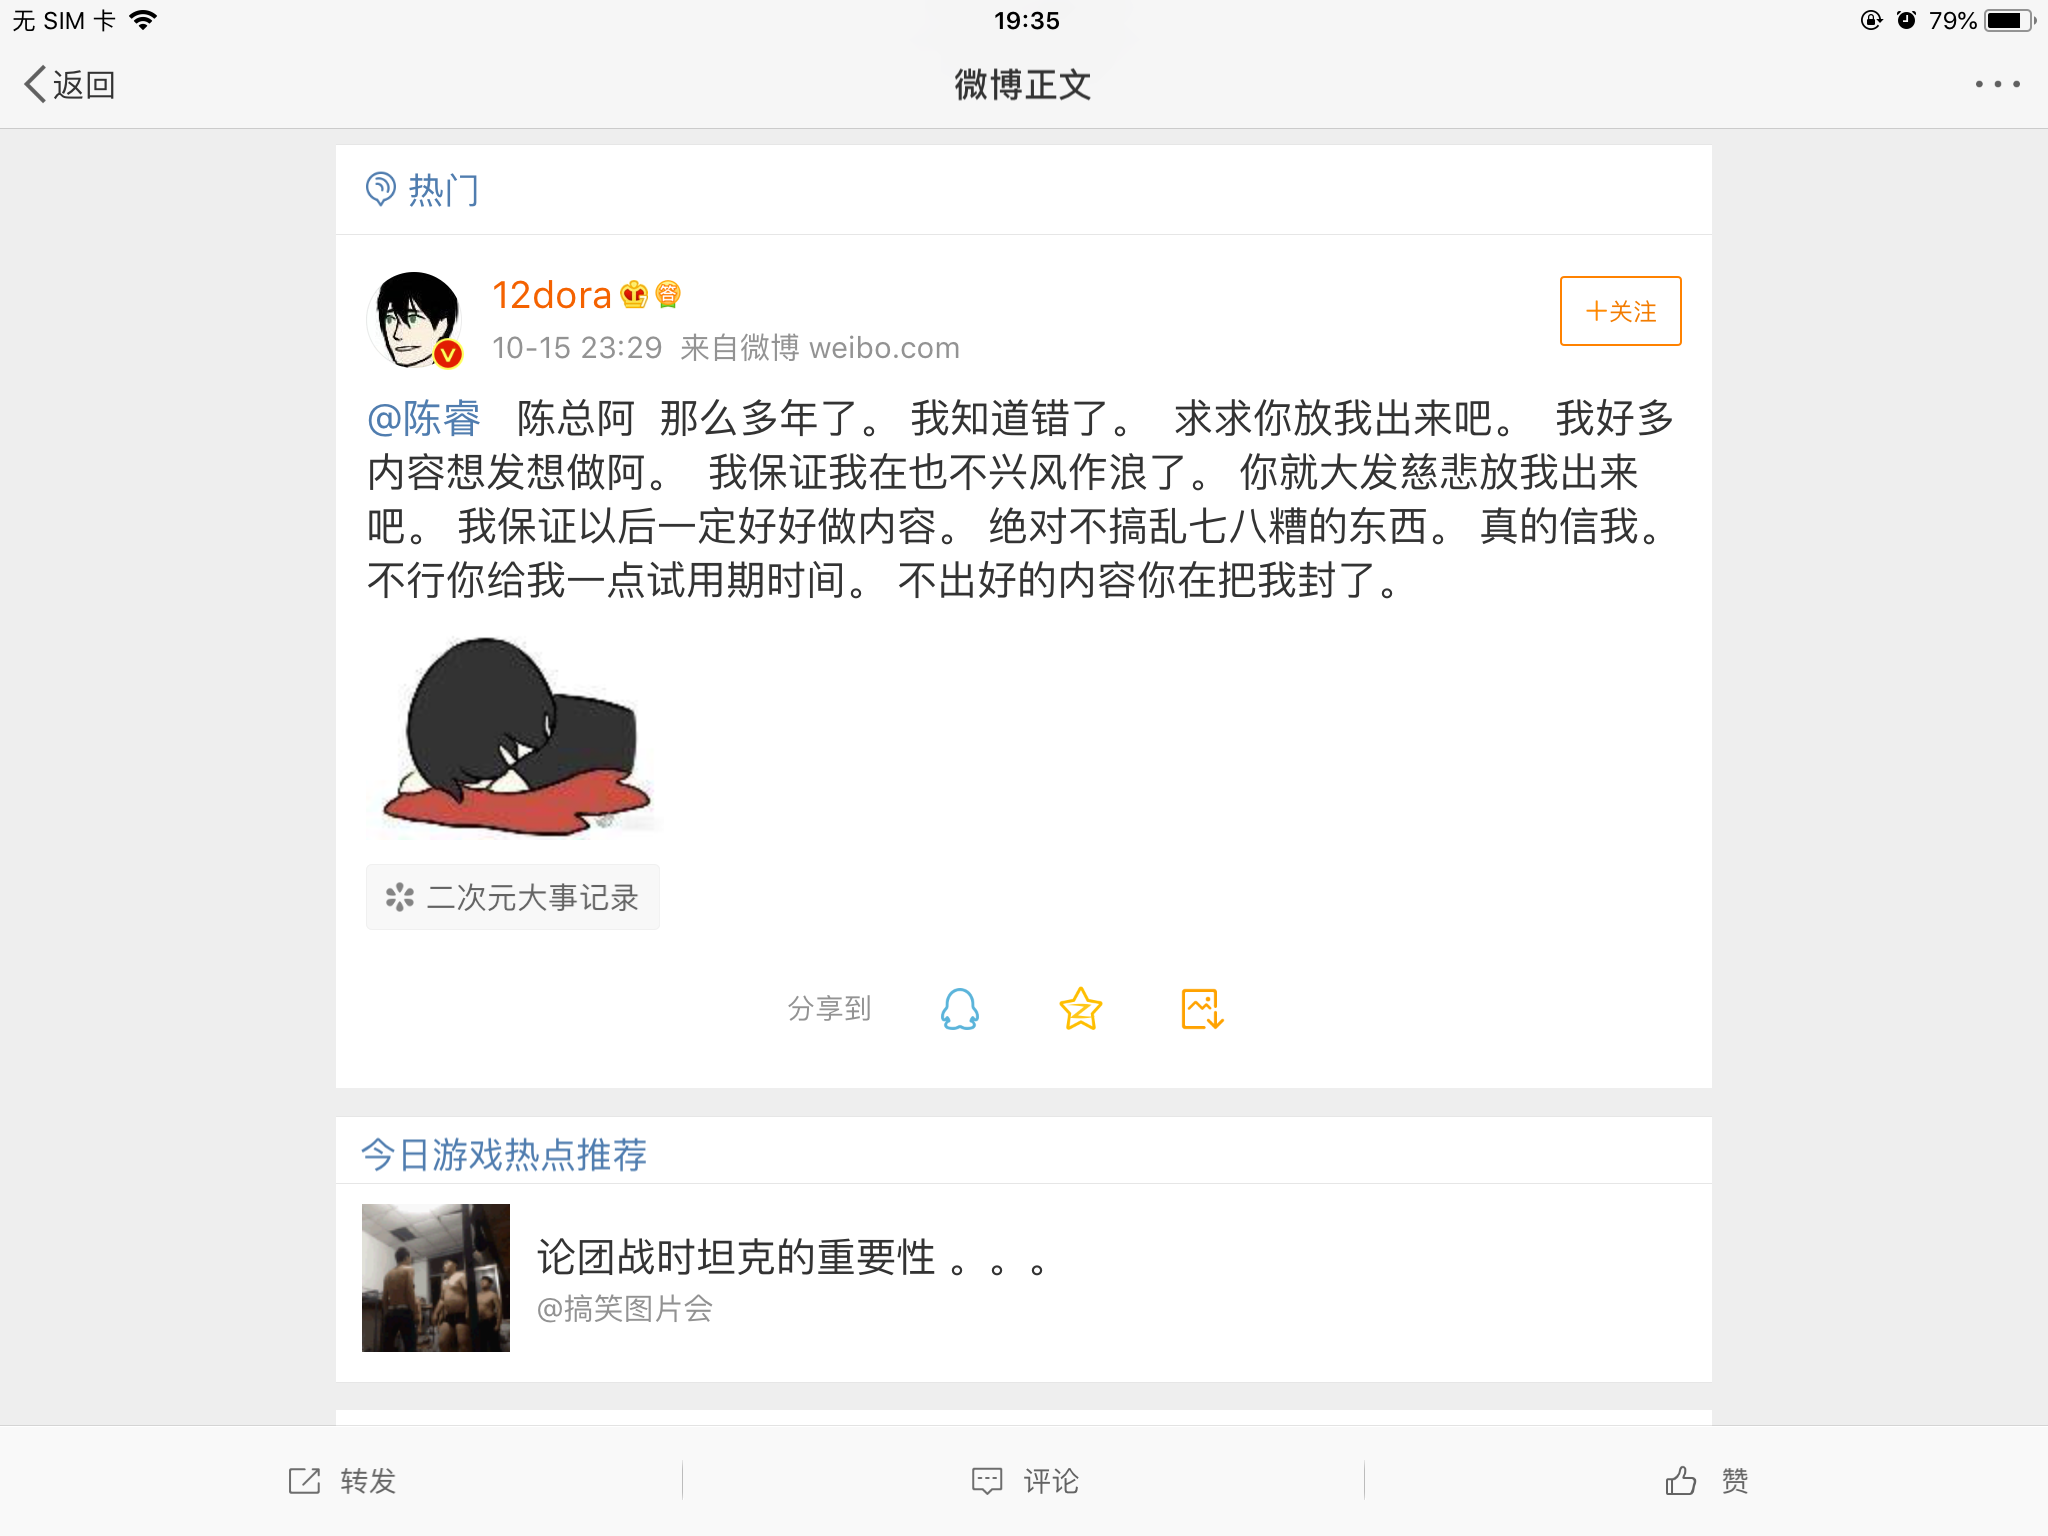 无 SIM 卡 19:35 79%
返回 微博正文
热门
12dora
+关注
10-15 23:29 来自微博 weibo.com
@陈睿 陈总阿 那么多年了。 我知道错了。 求求你放我出来吧。 我好多
内容想发想做阿。 我保证我在也不兴风作浪了。 你就大发慈悲放我出来
吧。 我保证以后一定好好做内容。 绝对不搞乱七八糟的东西。 真的信我。
不行你给我一点试用期时间。 不出好的内容你在把我封了。
二次元大事记录
分享到
今日游戏热点推荐
论团战时坦克的重要性 。。。
@搞笑图片会
转发 评论 赞